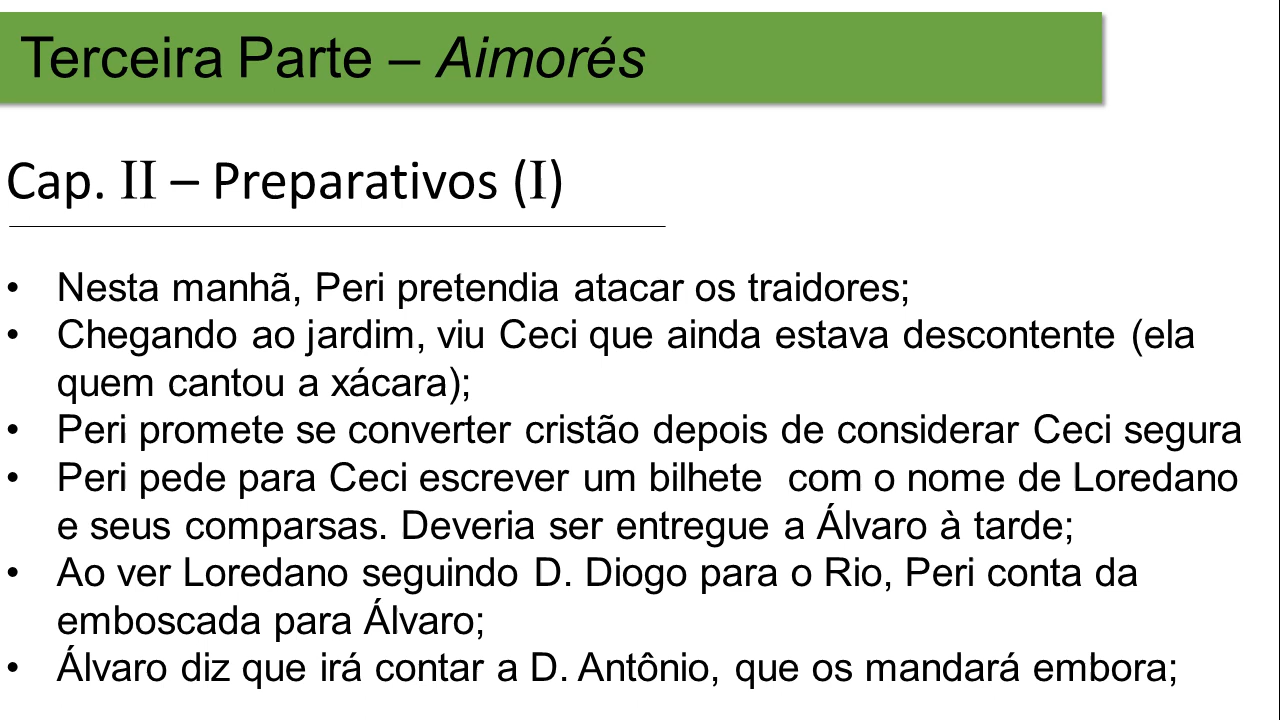 Terceira Parte – Aimorés
Cap. II – Preparativos (I)
• Nesta manhã, Peri pretendia atacar os traidores;
• Chegando ao jardim, viu Ceci que ainda estava descontente (ela
quem cantou a xácara);
• Peri promete se converter cristão depois de considerar Ceci segura
• Peri pede para Ceci escrever um bilhete  com o nome de Loredano
e seus comparsas. Deveria ser entregue a Álvaro à tarde;
• Ao ver Loredano seguindo D. Diogo para o Rio, Peri conta da
emboscada para Álvaro;
• Álvaro diz que irá contar a D. Antônio, que os mandará embora;